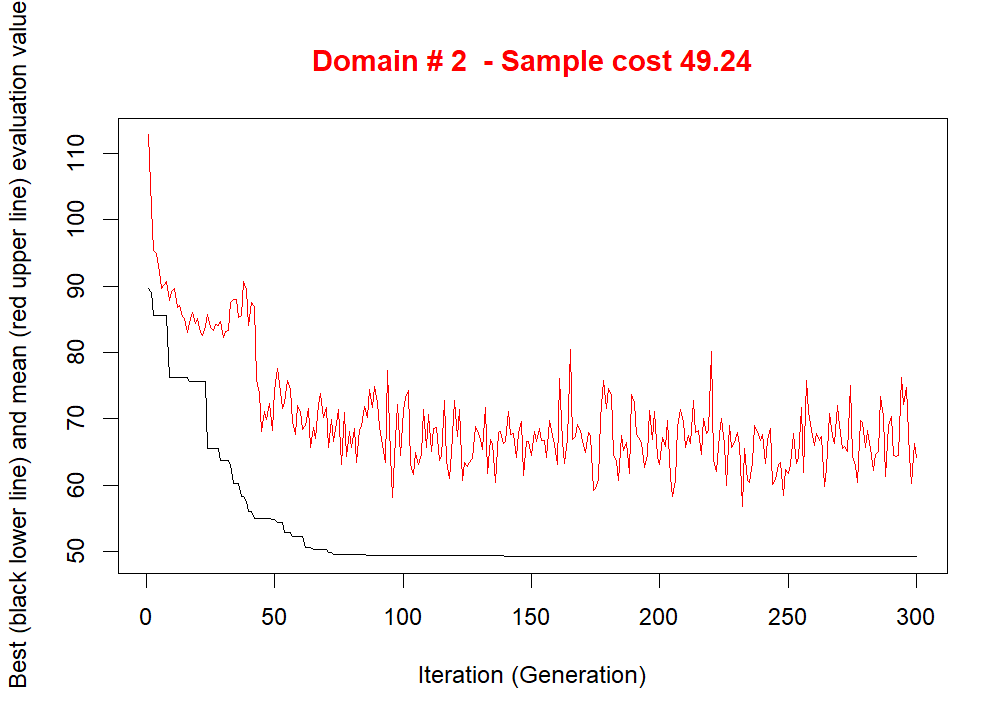 Domain # 2  - Sample cost 49.24
Best (black lower line) and mean (red upper line) evaluation value
110
100
90
80
70
60
50
0 50 100 150 200 250 300
Iteration (Generation)